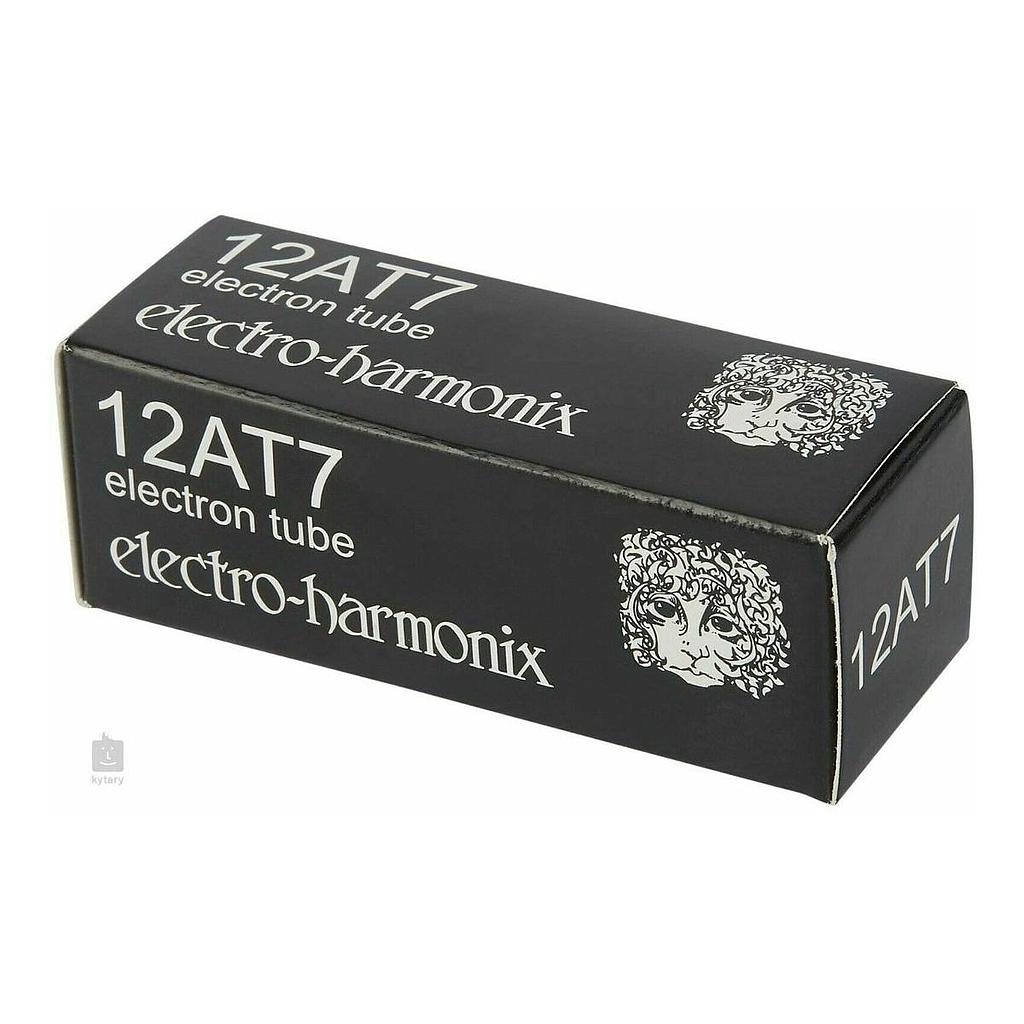 12AT7
electron tube
electro-harmonix
12AT7
electron tube
electro-harmonix
12AT7
kytary